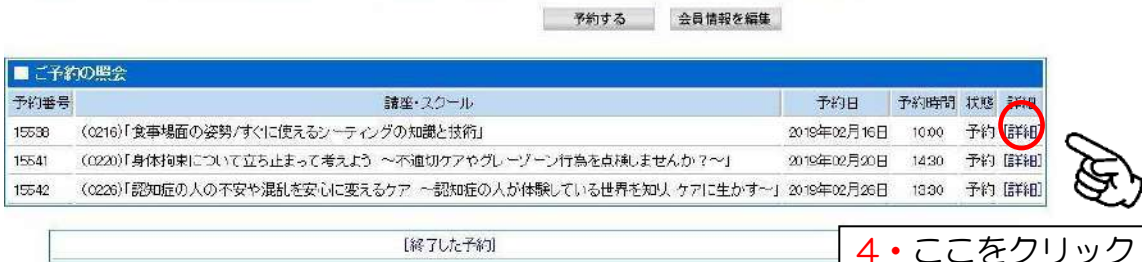 予約する 会員情報を編集
■ ご予約の照会
予約番号 講座・スクール 予約日 予約時間 状態 詳細
15538 (0216)「食事場面の姿勢/すぐに使えるシーティングの知識と技術」 2019年02月16日 10:00 予約 [詳細]
15541 (0220)「身体拘束について立ち止まって考えよう ～不適切ケアやグレーゾーン行為を点検しませんか？～」 2019年02月20日 14:30 予約 [詳細]
15542 (0226)「認知症の人の不安や混乱を安心に変えるケア ～認知症の人が体験している世界を知り、ケアに生かす～」 2019年02月26日 13:30 予約 [詳細]
[終了した予約]
4・ここをクリック